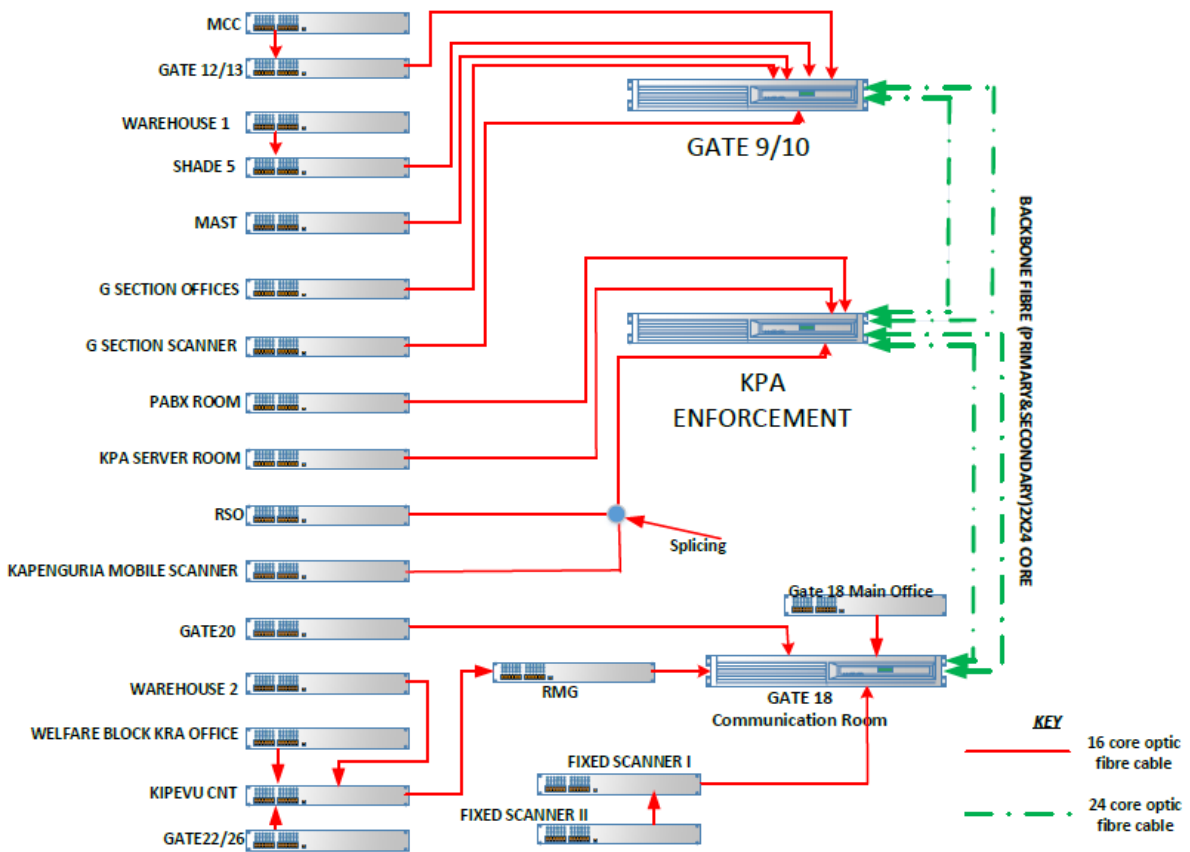 MCC
GATE 12/13
WAREHOUSE 1
SHADE 5
MAST
G SECTION OFFICES
G SECTION SCANNER
PABX ROOM
KPA SERVER ROOM
RSO
KAPENGURIA MOBILE SCANNER
GATE20
WAREHOUSE 2
WELFARE BLOCK KRA OFFICE
KIPEVU CNT
GATE22/26
GATE 9/10
KPA
ENFORCEMENT
Splicing
Gate 18 Main Office
RMG
GATE 18
Communication Room
FIXED SCANNER I
FIXED SCANNER II
BACKBONE FIBRE (PRIMARY&SECONDARY)2X24 CORE
KEY
16 core optic
fibre cable
24 core optic
fibre cable